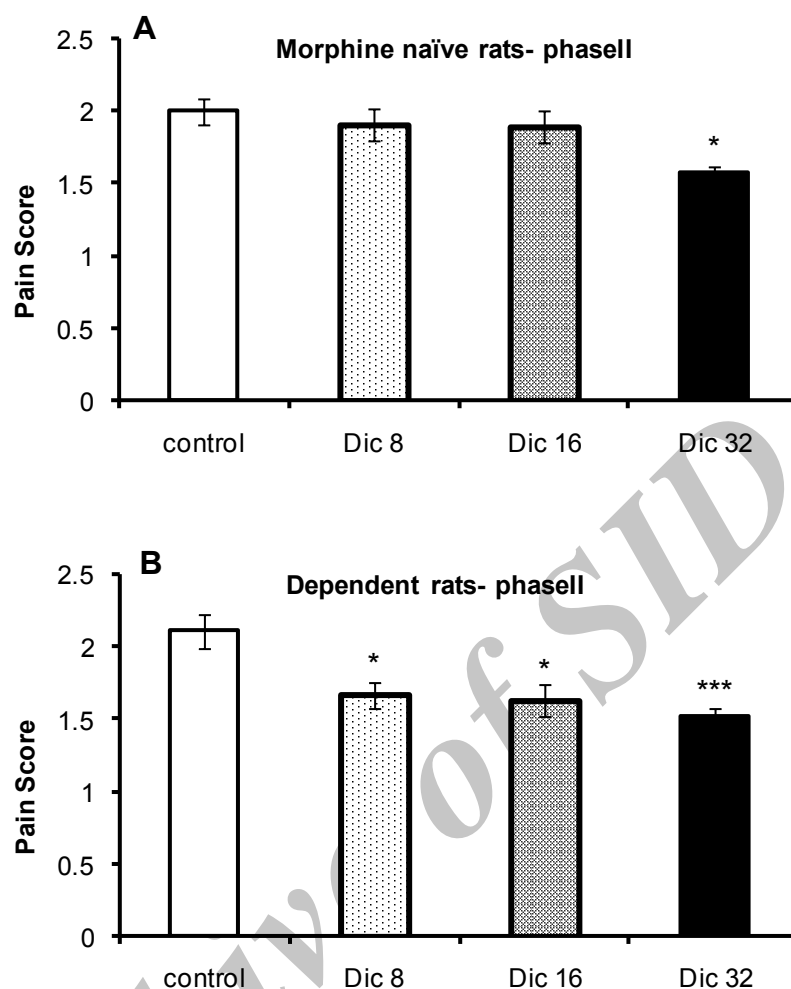 A
Morphine naïve rats- phaseII
Pain Score
2.5
2
1.5
1
0.5
0
*
control Dic 8 Dic 16 Dic 32
B
Dependent rats- phaseII
Pain Score
2.5
2
1.5
1
0.5
0
* * ***
control Dic 8 Dic 16 Dic 32
of SID